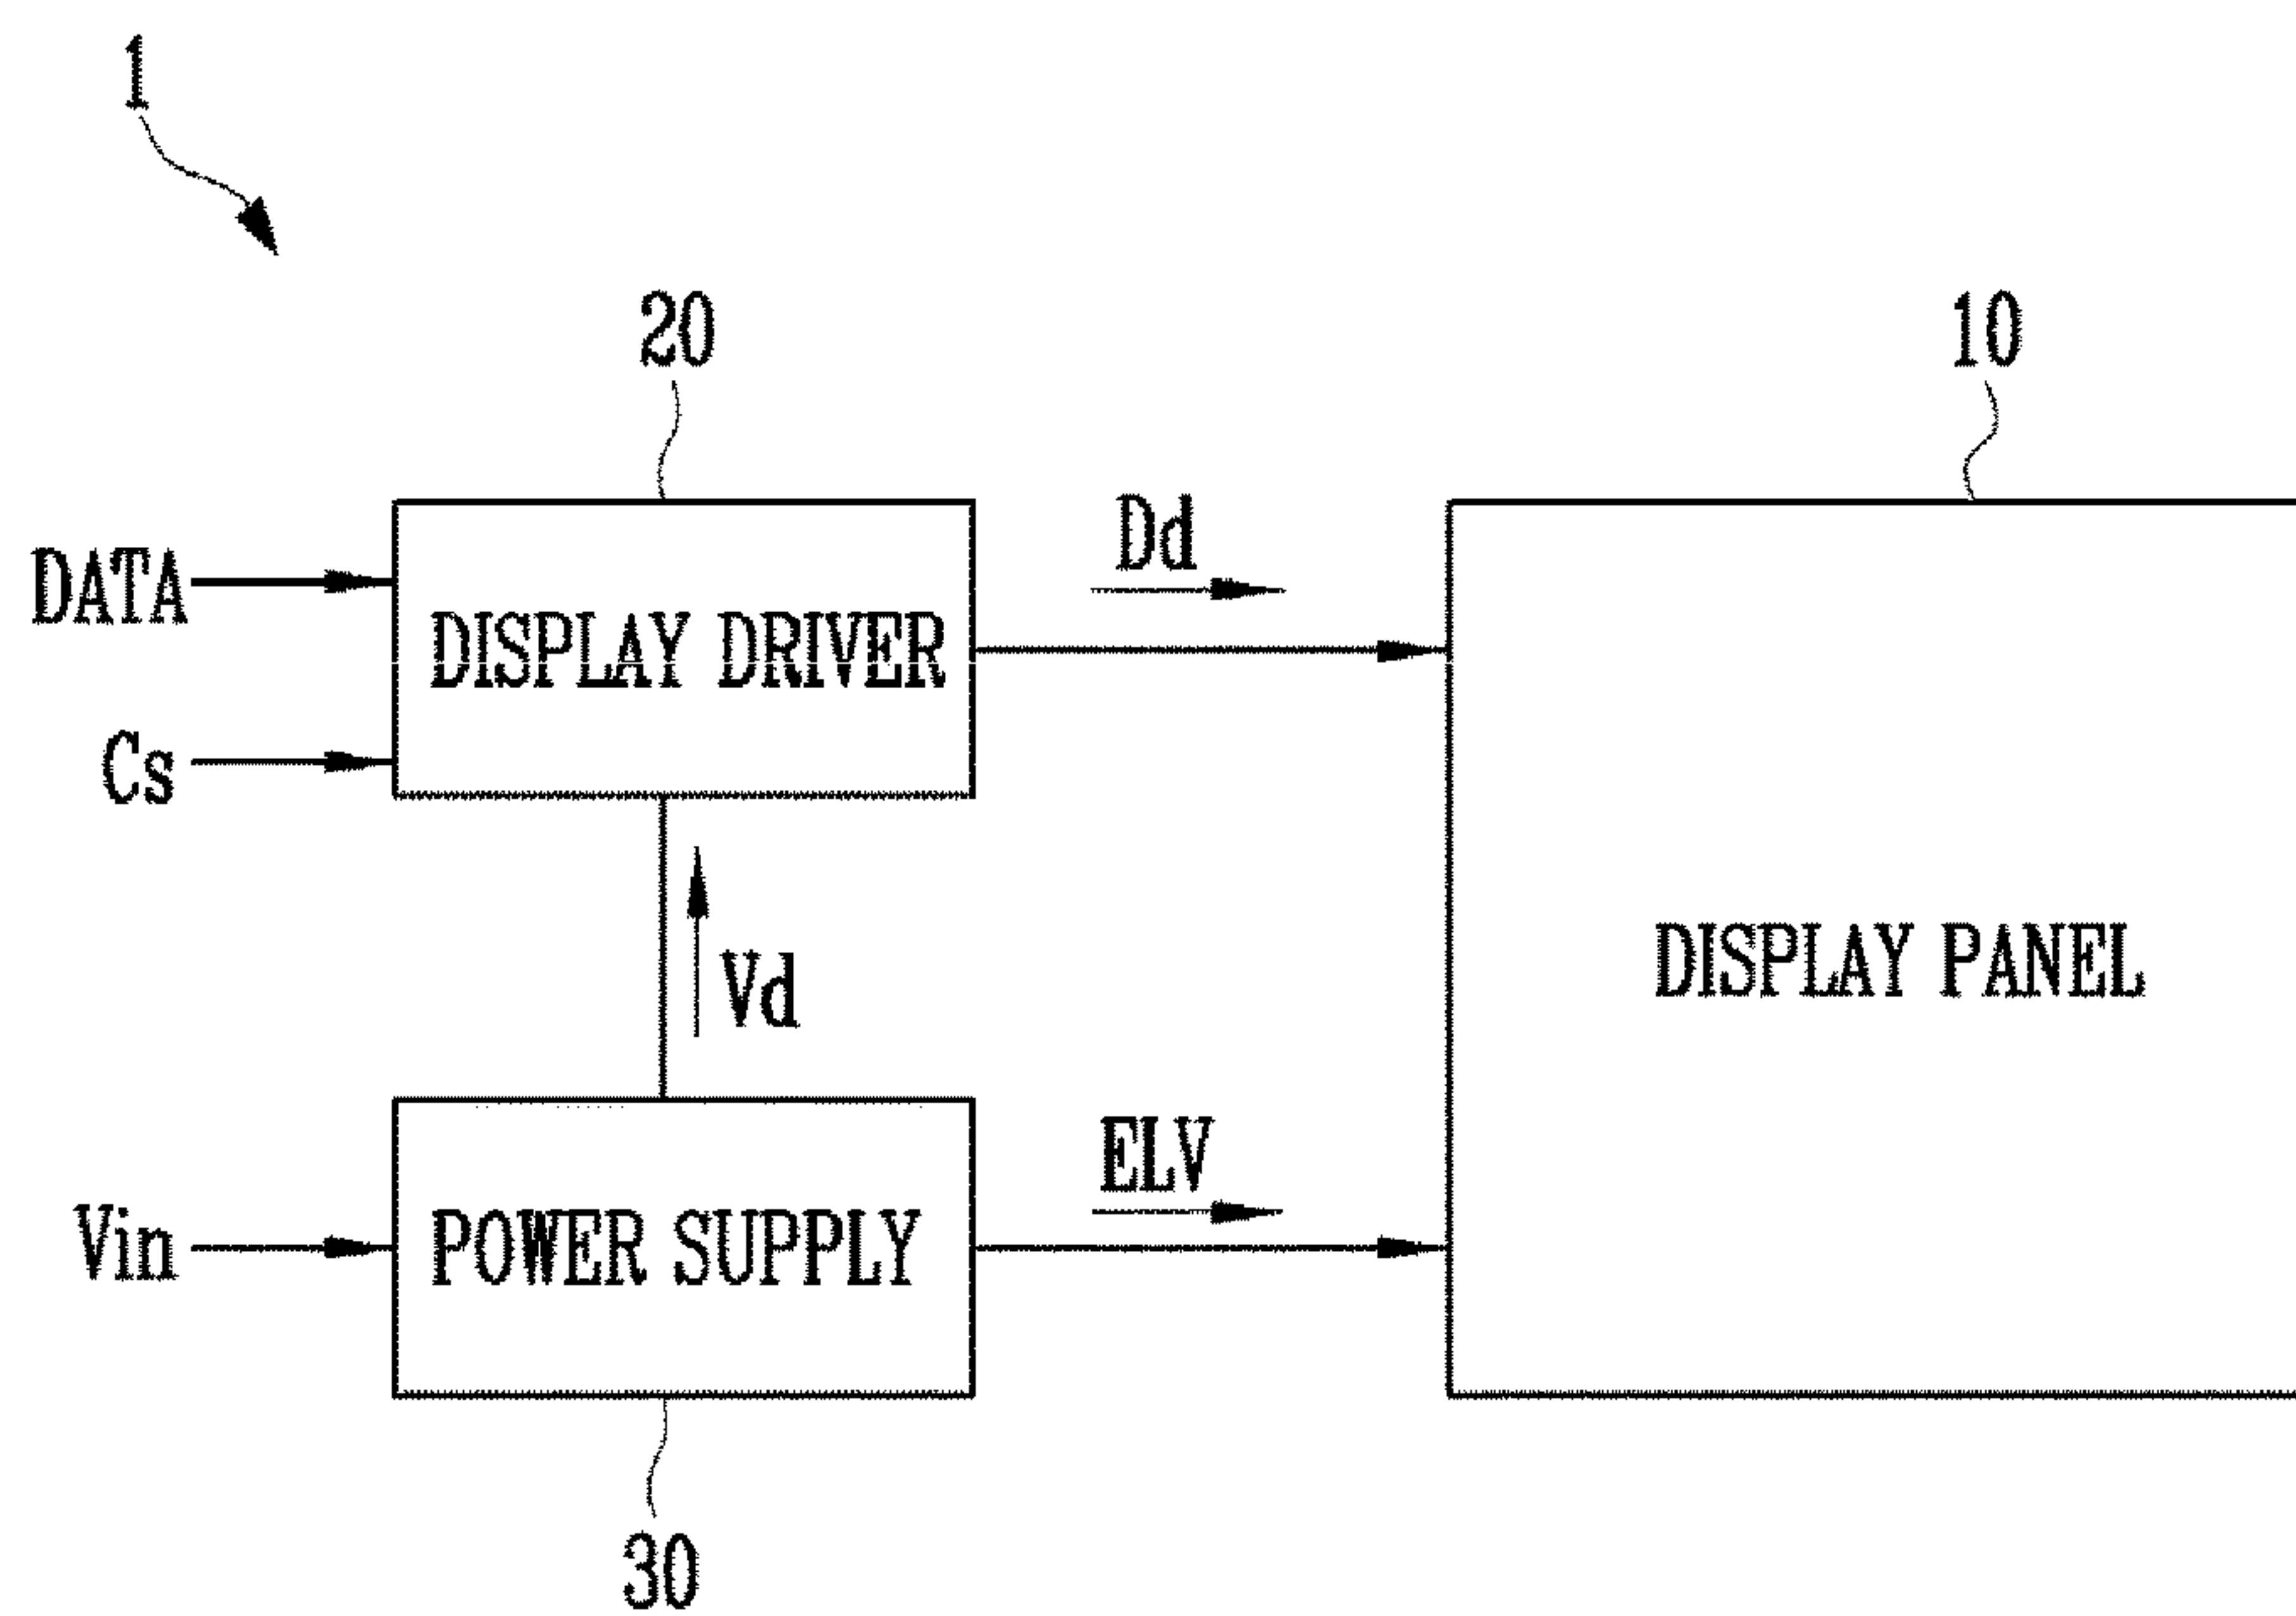 1
20
10
DATA
Dd
DISPLAY DRIVER
Cs
DISPLAY PANEL
Vd
ELV
Vin
POWER SUPPLY
30